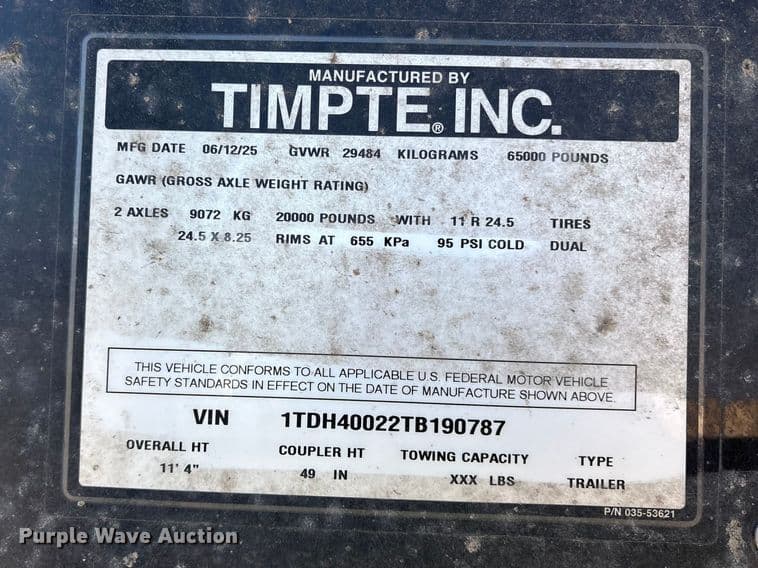 MANUFACTURED BY
TIMPTE® INC.
MFG DATE 06/12/25 GVWR 29484 KILOGRAMS 65000 POUNDS
GAWR (GROSS AXLE WEIGHT RATING)
2 AXLES 9072 KG 20000 POUNDS WITH 11 R 24.5 TIRES
24.5 X 8.25 RIMS AT 655 KPa 95 PSI COLD DUAL
THIS VEHICLE CONFORMS TO ALL APPLICABLE U.S. FEDERAL MOTOR VEHICLE
SAFETY STANDARDS IN EFFECT ON THE DATE OF MANUFACTURE SHOWN ABOVE.
VIN 1TDH40022TB190787
OVERALL HT COUPLER HT TOWING CAPACITY TYPE
11' 4" 49 IN XXX LBS TRAILER
P/N 035-53621
Purple Wave Auction